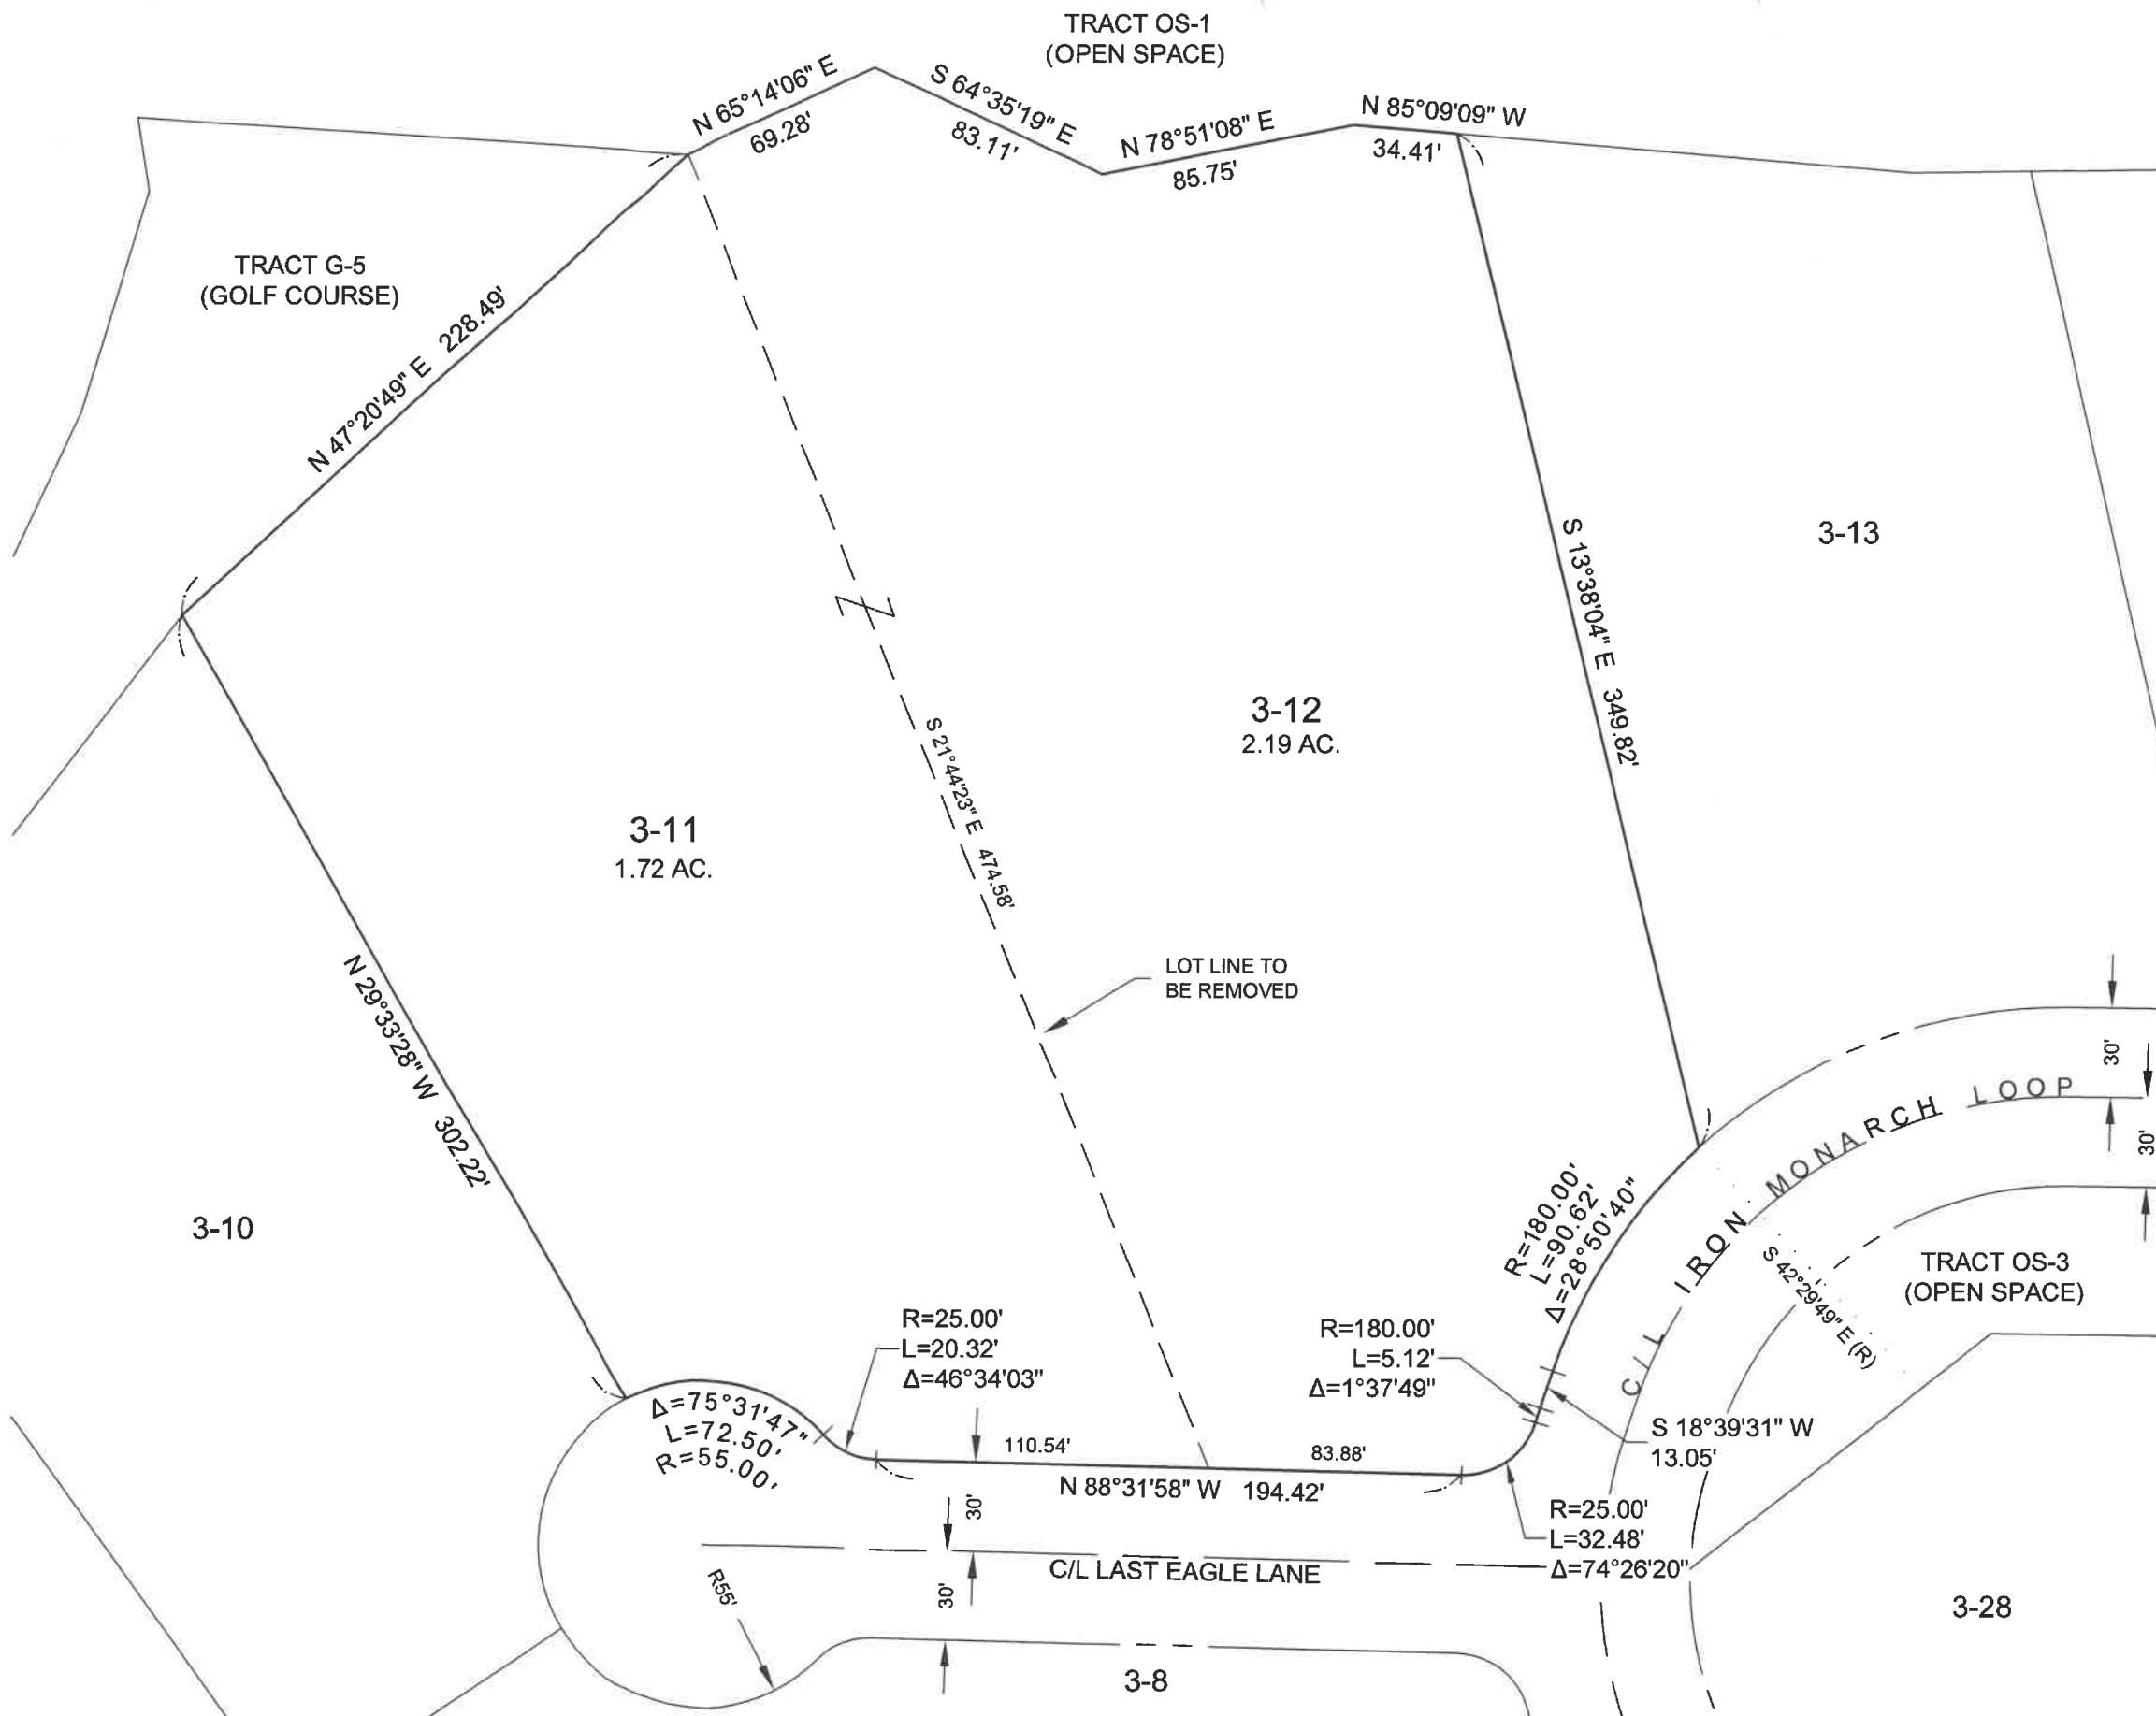 TRACT OS-1
(OPEN SPACE)
N 65°14'06" E
69.28'
S 64°35'19" E
83.11'
N 78°51'08" E
85.75'
N 85°09'09" W
34.41'
TRACT G-5
(GOLF COURSE)
N 47°20'49" E 228.49'
S 13°38'04" E 349.82'
3-13
3-12
2.19 AC.
S 21°44'23" E 474.58'
3-11
1.72 AC.
LOT LINE TO
BE REMOVED
N 29°33'28" W 302.22'
3-10
30'
30'
C/L IRON MONARCH LOOP
R=180.00'
L=90.62'
Δ=28°50'40"
S 42°29'49" E (R)
TRACT OS-3
(OPEN SPACE)
R=25.00'
L=20.32'
Δ=46°34'03"
R=180.00'
L=5.12'
Δ=1°37'49"
Δ=75°31'47"
L=72.50'
R=55.00'
S 18°39'31" W
13.05'
110.54'
83.88'
N 88°31'58" W 194.42'
R=25.00'
L=32.48'
Δ=74°26'20"
30'
30'
C/L LAST EAGLE LANE
R55'
3-28
3-8